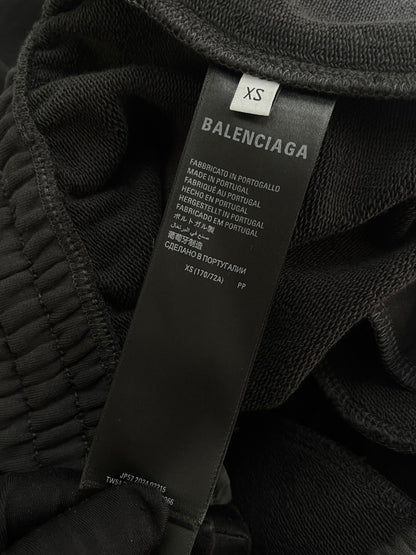 XS
BALENCIAGA
FABBRICATO IN PORTOGALLO
MADE IN PORTUGAL
FABRIQUÉ AU PORTUGAL
HECHO EN PORTUGAL
HERGESTELLT IN PORTUGAL
FABRICADO EM PORTUGAL
ポルトガル製
صنع في البرتغال
葡萄牙制造
СДЕЛАНО В ПОРТУГАЛИИ
XS (170/72A) PP